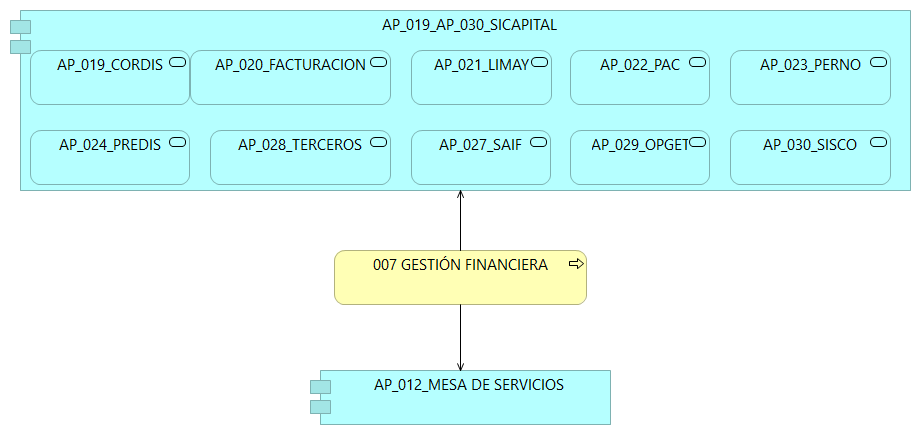 AP_019_AP_030_SICAPITAL
AP_019_CORDIS
AP_020_FACTURACION
AP_021_LIMAY
AP_022_PAC
AP_023_PERNO
AP_024_PREDIS
AP_028_TERCEROS
AP_027_SAIF
AP_029_OPGET
AP_030_SISCO
007 GESTIÓN FINANCIERA
AP_012_MESA DE SERVICIOS